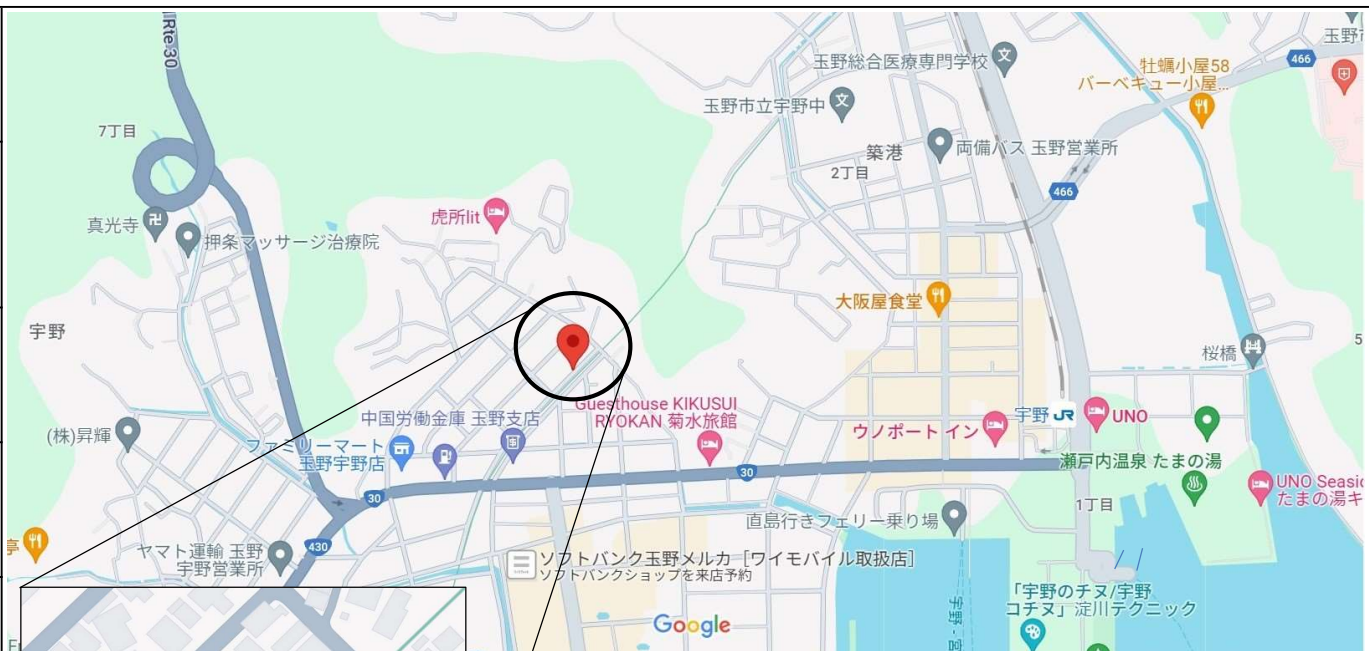 Rte 30
玉野総合医療専門学校
牡蠣小屋58
バーベキュー小屋...
466
玉野市立宇野中
7丁目
築港
2丁目
両備バス 玉野営業所
466
真光寺
押条マッサージ治療院
虎所lit
大阪屋食堂
宇野
桜橋
5
中国労働金庫 玉野支店
Guesthouse KIKUSUI
RYOKAN 菊水旅館
宇野 JR
UNO
(株)昇輝
ファミリーマート
玉野宇野店
ウノポート イン
瀬戸内温泉 たまの湯
30
30
UNO Seasid
たまの湯キ
直島行きフェリー乗り場
1丁目
亭
ヤマト運輸 玉野
宇野営業所
430
ソフトバンク玉野メルカ [ワイモバイル取扱店]
ソフトバンクショップを来店予約
「宇野のチヌ/宇野
コチヌ」淀川テクニック
宇野-宮
Google